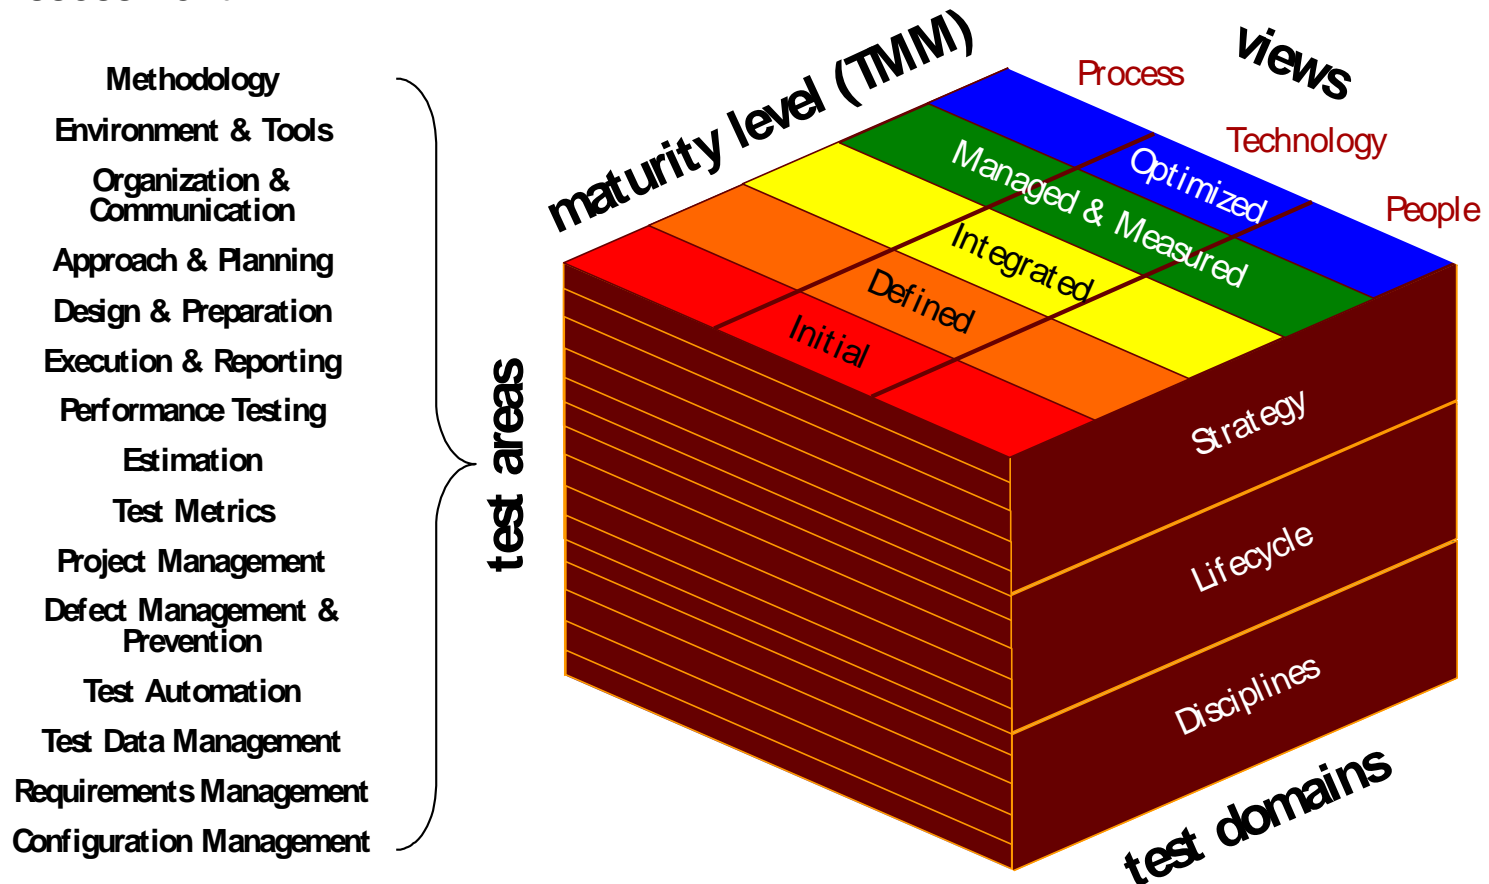 Methodology
Environment & Tools
Organization &
Communication
Approach & Planning
Design & Preparation
Execution & Reporting
Performance Testing
Estimation
Test Metrics
Project Management
Defect Management &
Prevention
Test Automation
Test Data Management
Requirements Management
Configuration Management
test areas
maturity level (TMM)
views
Process
Technology
People
Optimized
Managed & Measured
Integrated
Defined
Initial
Strategy
Lifecycle
Disciplines
test domains